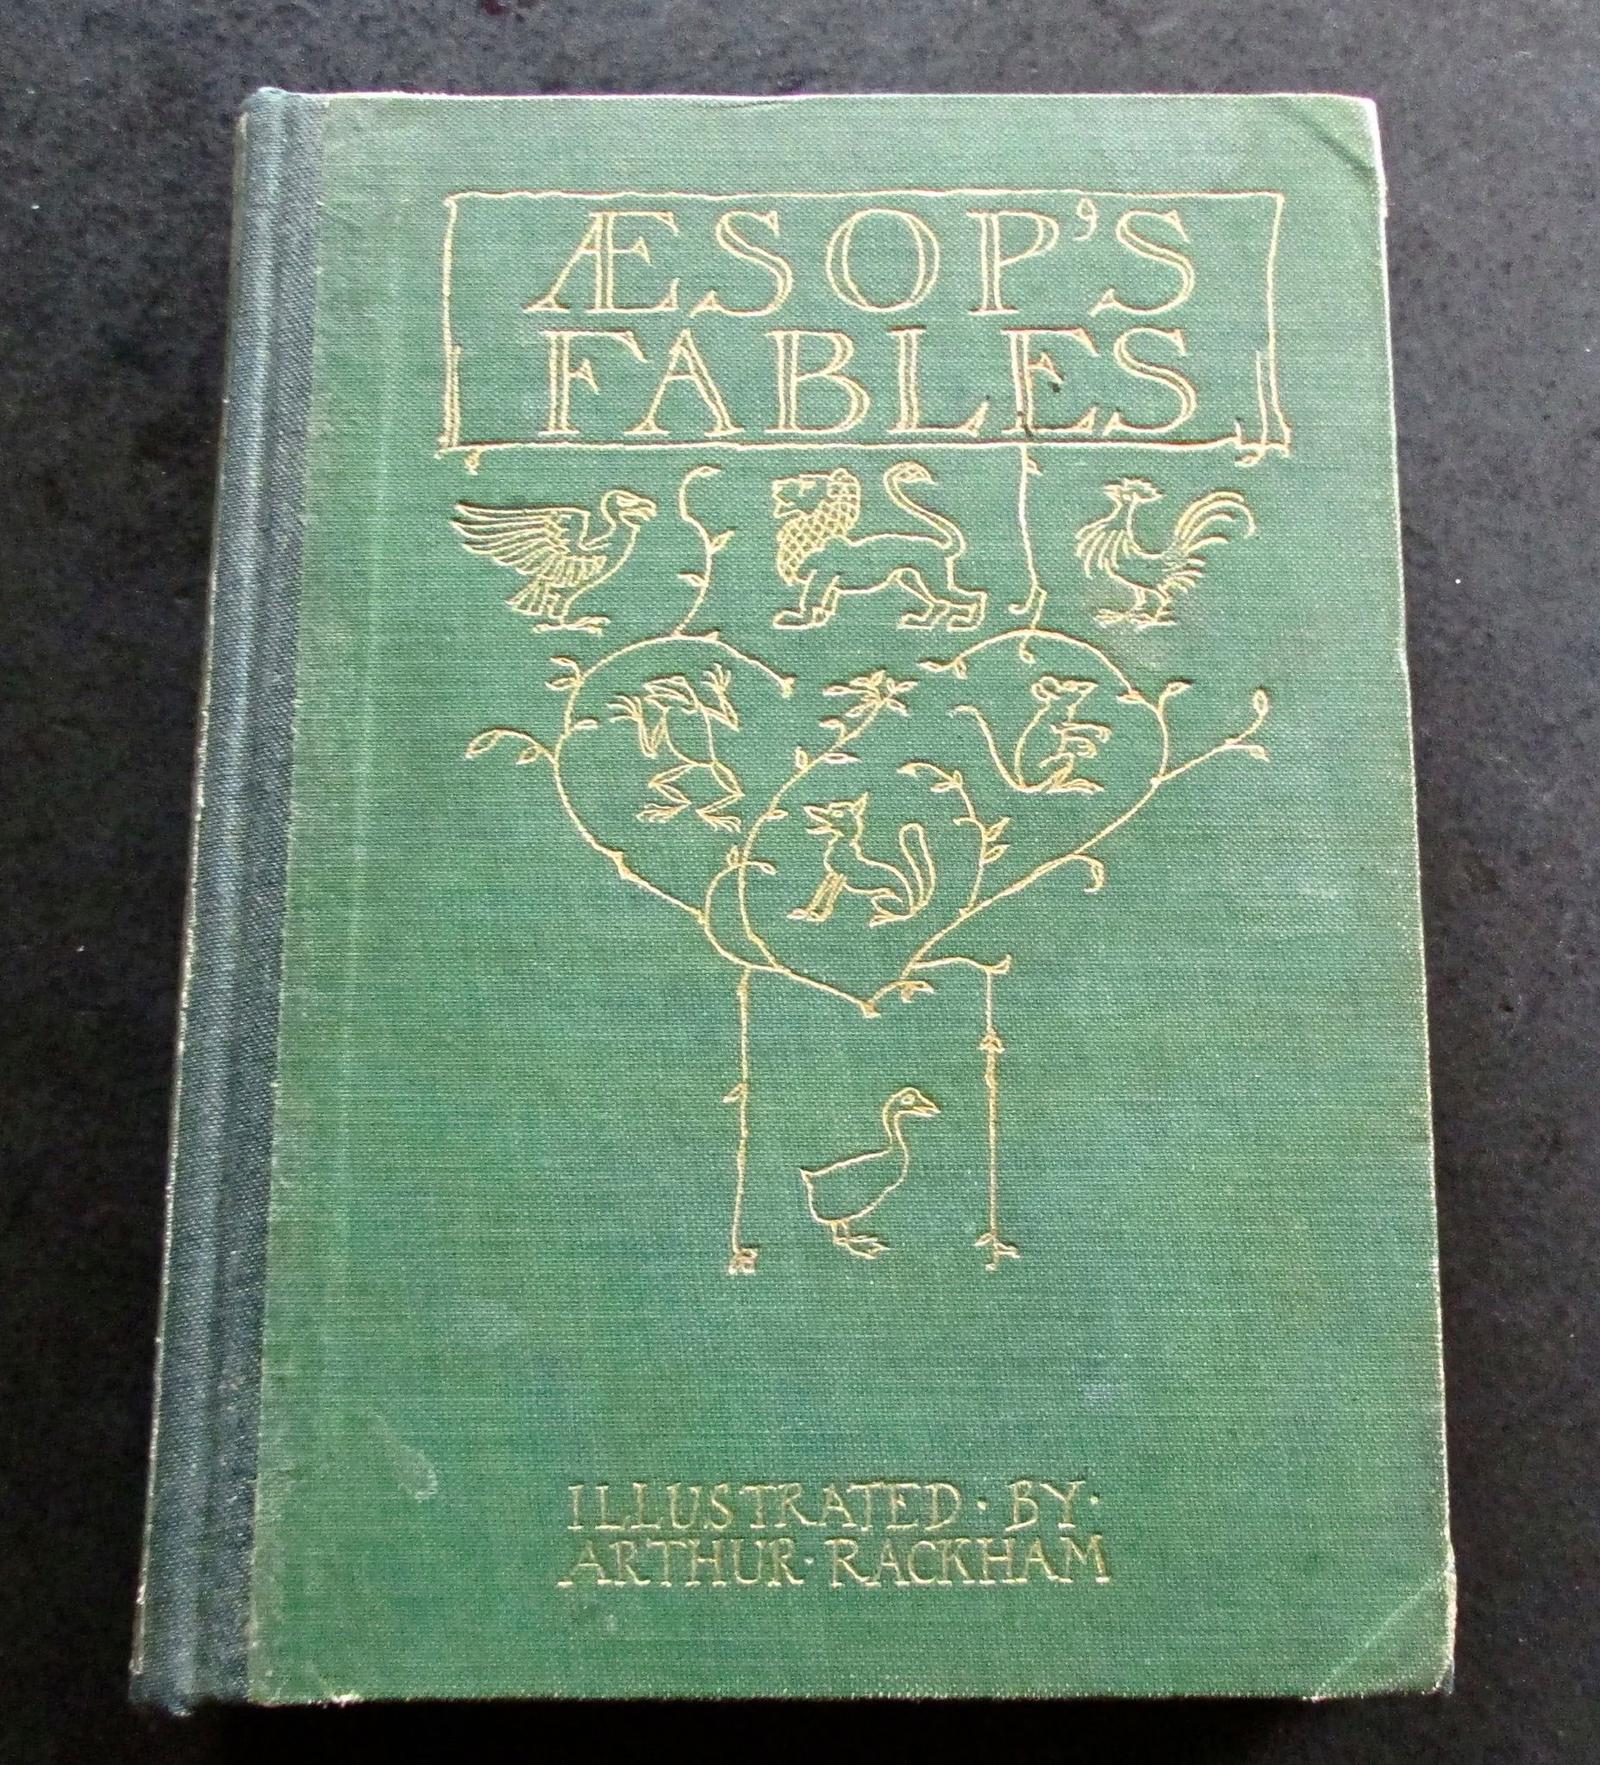 ÆSOP'S
FABLES
ILLUSTRATED · BY ·
ARTHUR · RACKHAM